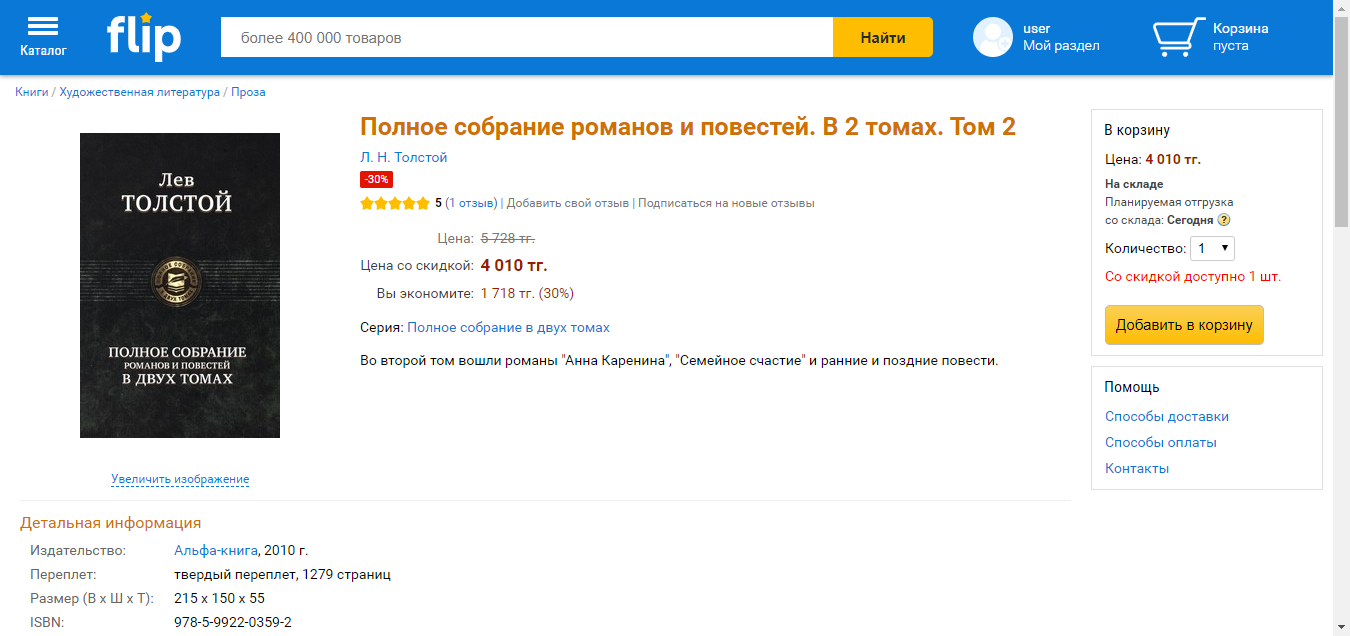 Каталог
flip
более 400 000 товаров
Найти
user
Мой раздел
Корзина
пуста
Книги / Художественная литература / Проза
Лев
ТОЛСТОЙ
ПОЛНОЕ СОБРАНИЕ
РОМАНОВ И ПОВЕСТЕЙ
В ДВУХ ТОМАХ
Увеличить изображение
Полное собрание романов и повестей. В 2 томах. Том 2
Л. Н. Толстой
-30%
5 (1 отзыв) | Добавить свой отзыв | Подписаться на новые отзывы
Цена: 5 728 тг.
Цена со скидкой: 4 010 тг.
Вы экономите: 1 718 тг. (30%)
Серия: Полное собрание в двух томах
Во второй том вошли романы "Анна Каренина", "Семейное счастие" и ранние и поздние повести.
В корзину
Цена: 4 010 тг.
На складе
Планируемая отгрузка
со склада: Сегодня ?
Количество: 1
Со скидкой доступно 1 шт.
Добавить в корзину
Помощь
Способы доставки
Способы оплаты
Контакты
Детальная информация
Издательство: Альфа-книга, 2010 г.
Переплет: твердый переплет, 1279 страниц
Размер (В x Ш x Т): 215 x 150 x 55
ISBN: 978-5-9922-0359-2